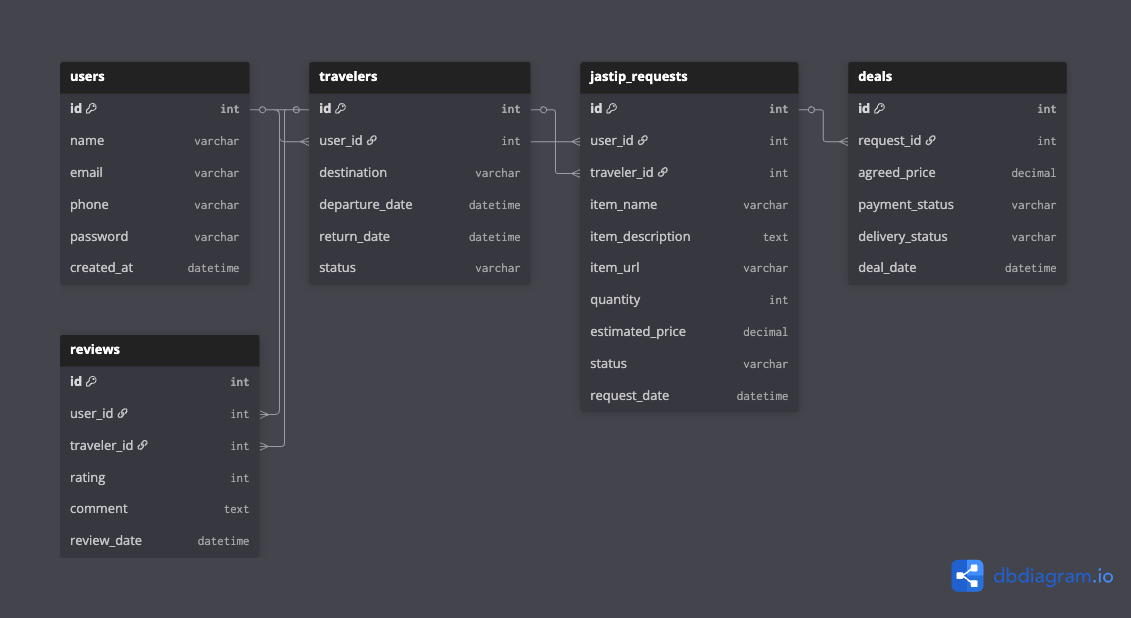 users
id int
name varchar
email varchar
phone varchar
password varchar
created_at datetime
travelers
id int
user_id int
destination varchar
departure_date datetime
return_date datetime
status varchar
jastip_requests
id int
user_id int
traveler_id int
item_name varchar
item_description text
item_url varchar
quantity int
estimated_price decimal
status varchar
request_date datetime
deals
id int
request_id int
agreed_price decimal
payment_status varchar
delivery_status varchar
deal_date datetime
reviews
id int
user_id int
traveler_id int
rating int
comment text
review_date datetime
dbdiagram.io